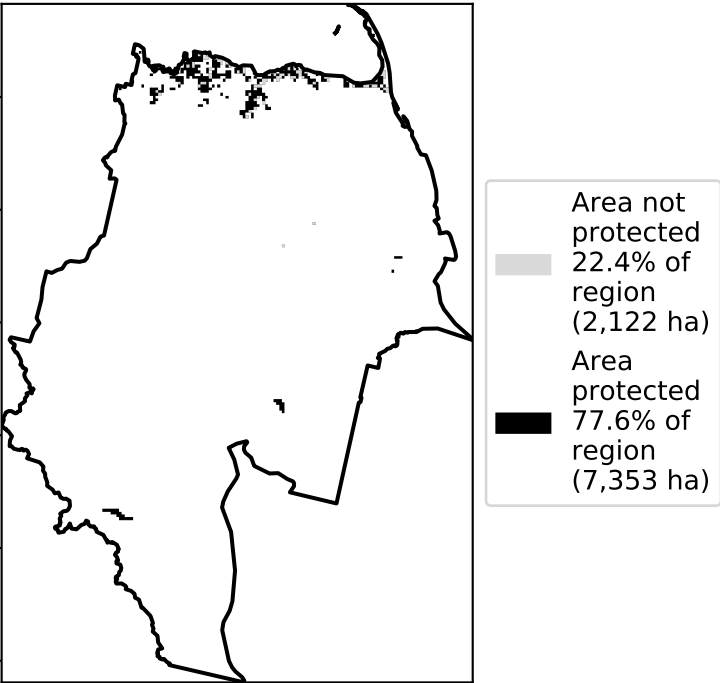 Area not
protected
22.4% of
region
(2,122 ha)
Area
protected
77.6% of
region
(7,353 ha)